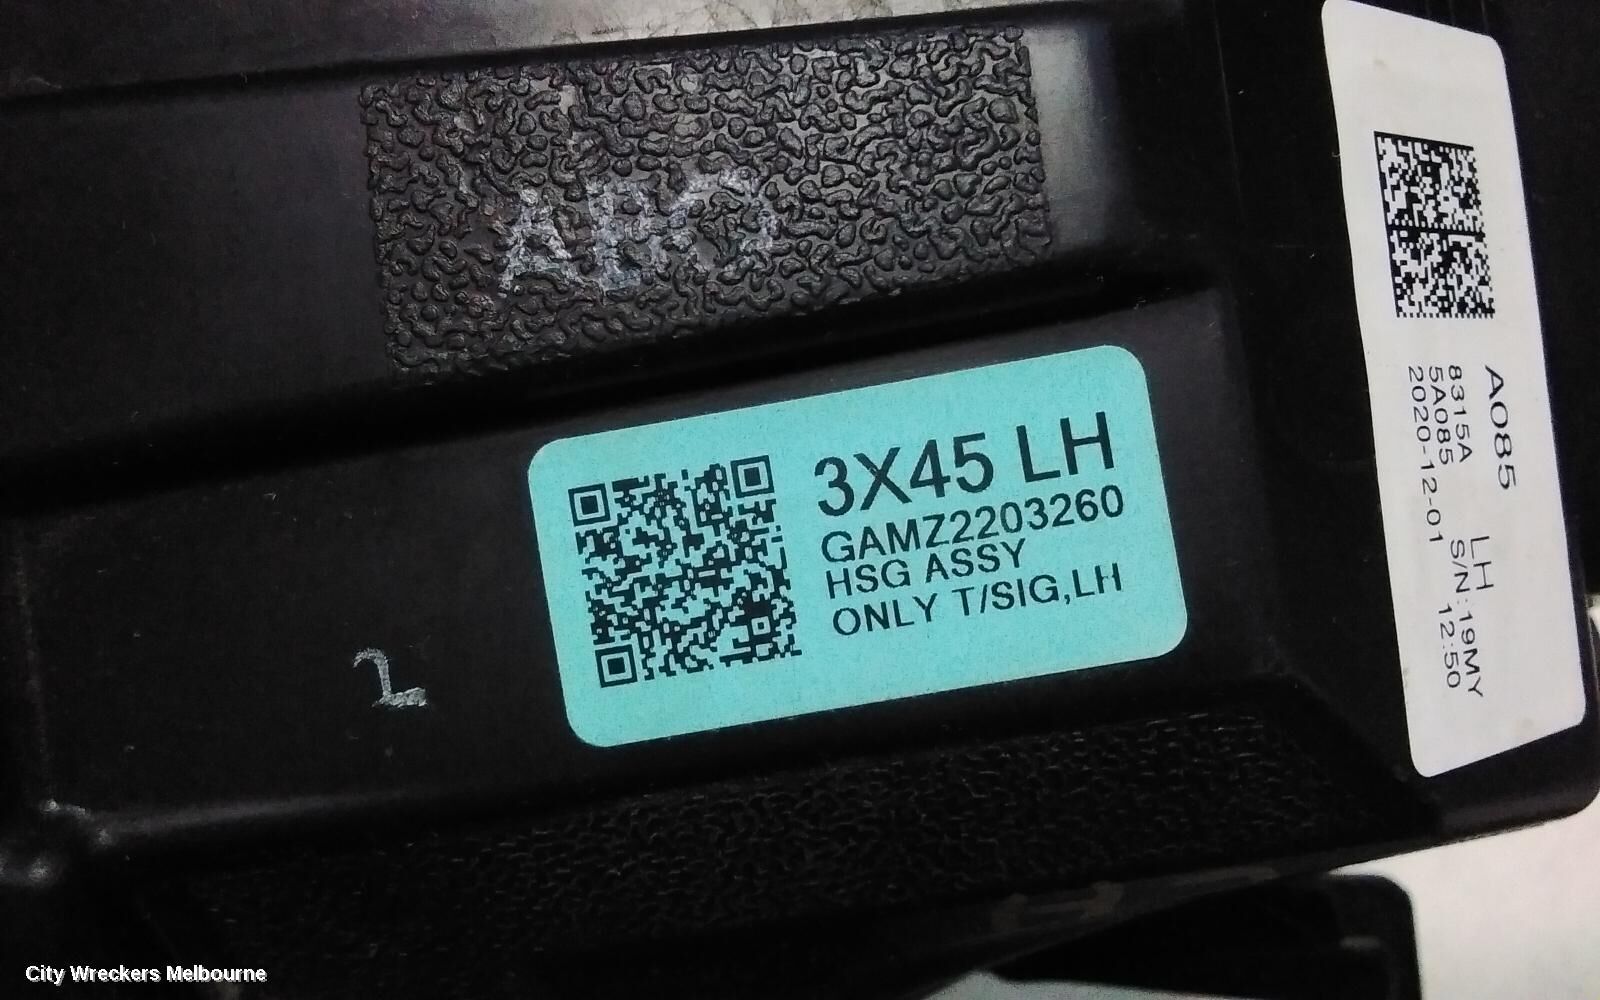 3X45 LH
GAMZ2203260
HSG ASSY
ONLY T/SIG,LH
A085 LH
8315A S/N:19MY
5A085
2020-12-01 12:50
2
City Wreckers Melbourne